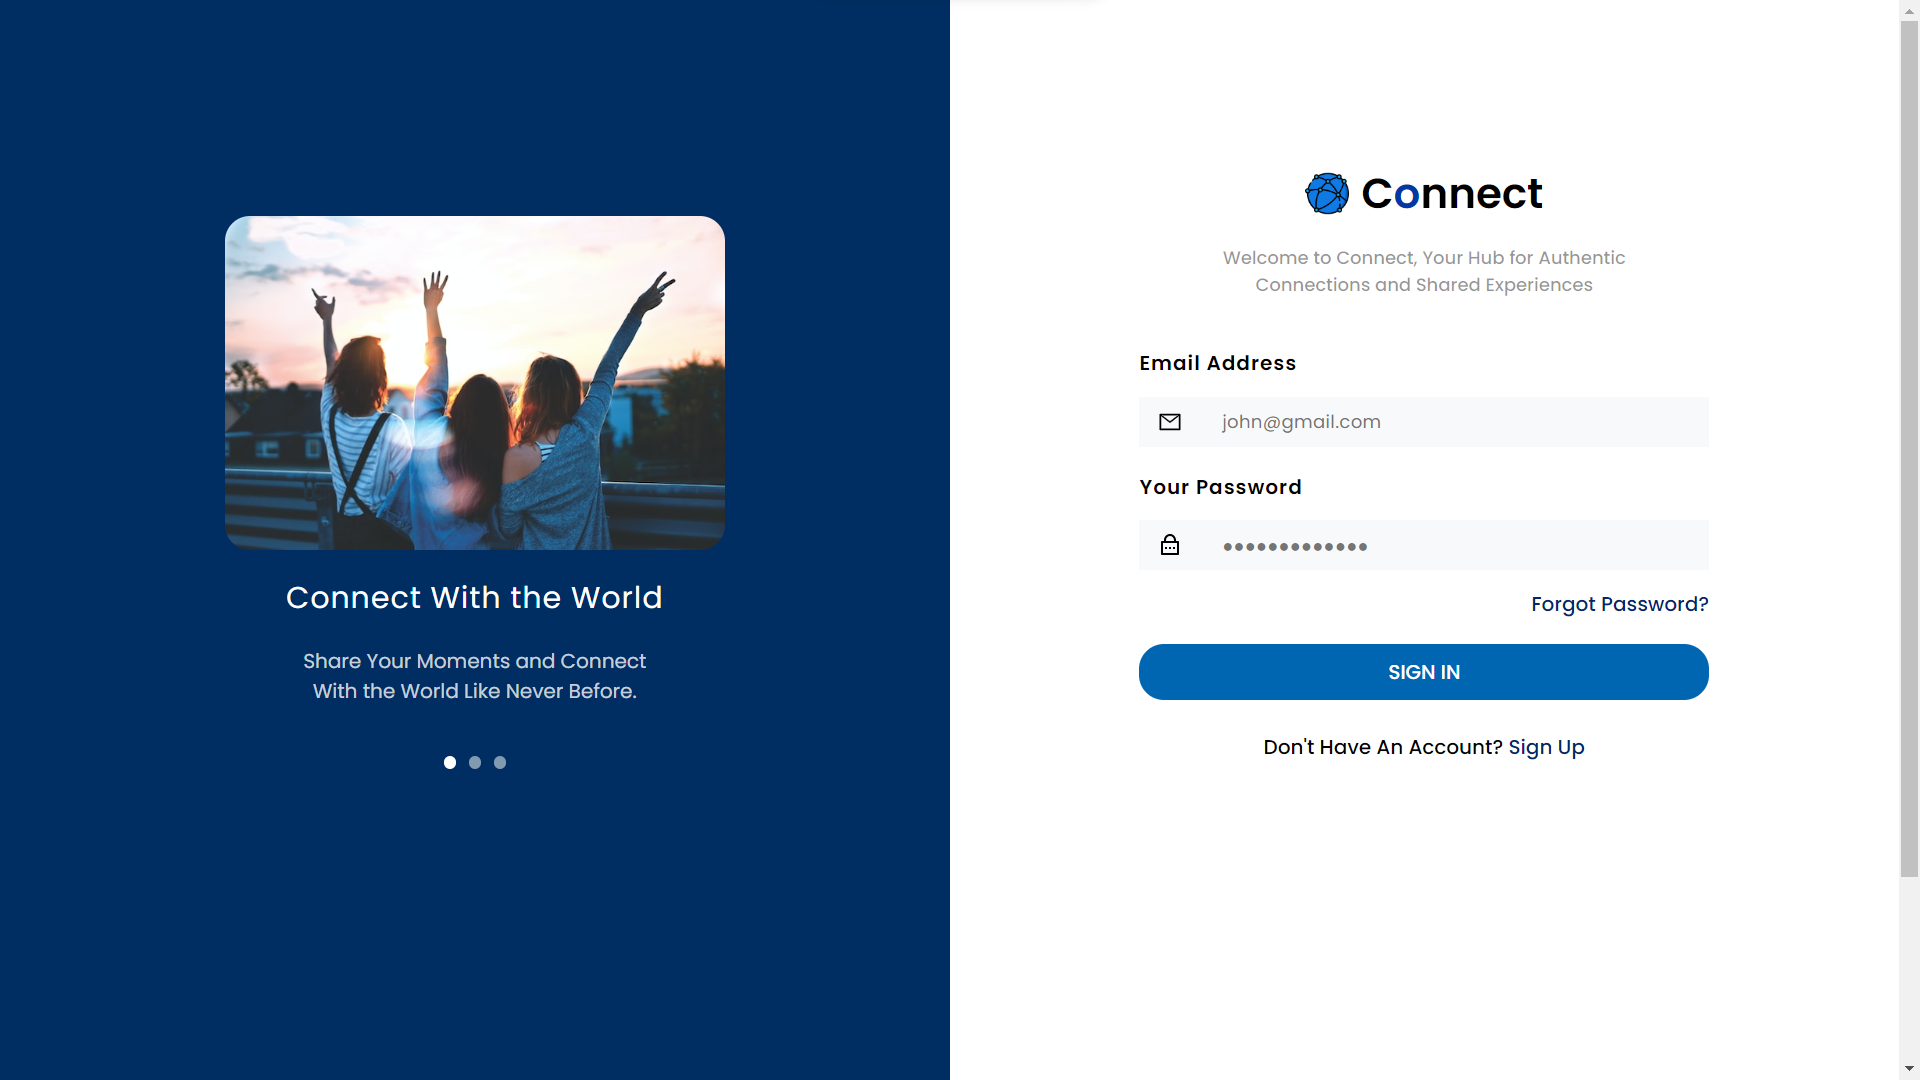 Connect With the World
Share Your Moments and Connect
With the World Like Never Before.
Connect
Welcome to Connect, Your Hub for Authentic
Connections and Shared Experiences
Email Address
john@gmail.com
Your Password
•••••••••••••
Forgot Password?
SIGN IN
Don't Have An Account? Sign Up